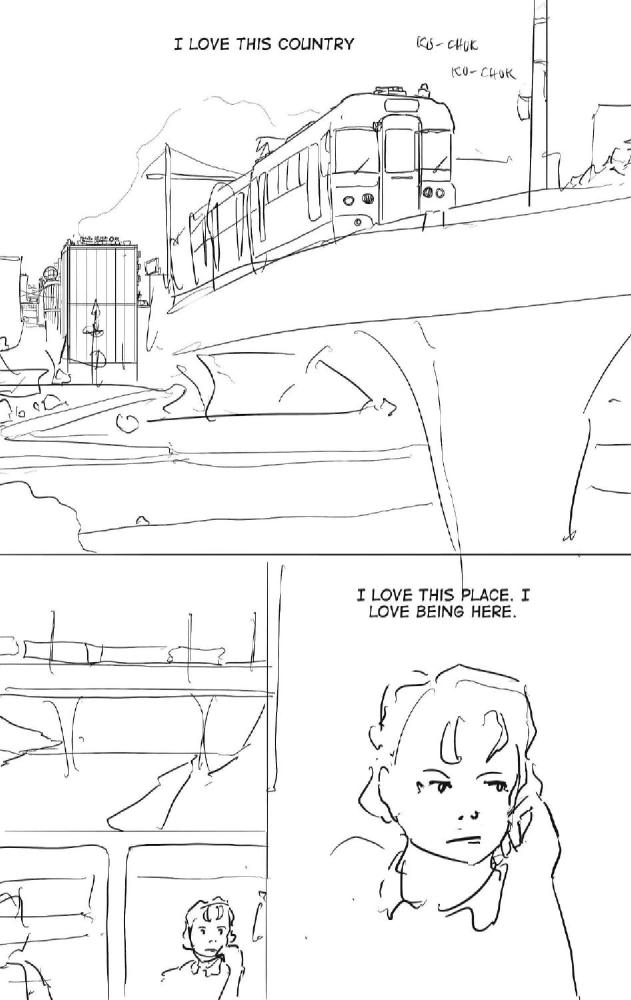 I LOVE THIS COUNTRY
KU-CHUK
KU-CHUK
I LOVE THIS PLACE. I
LOVE BEING HERE.